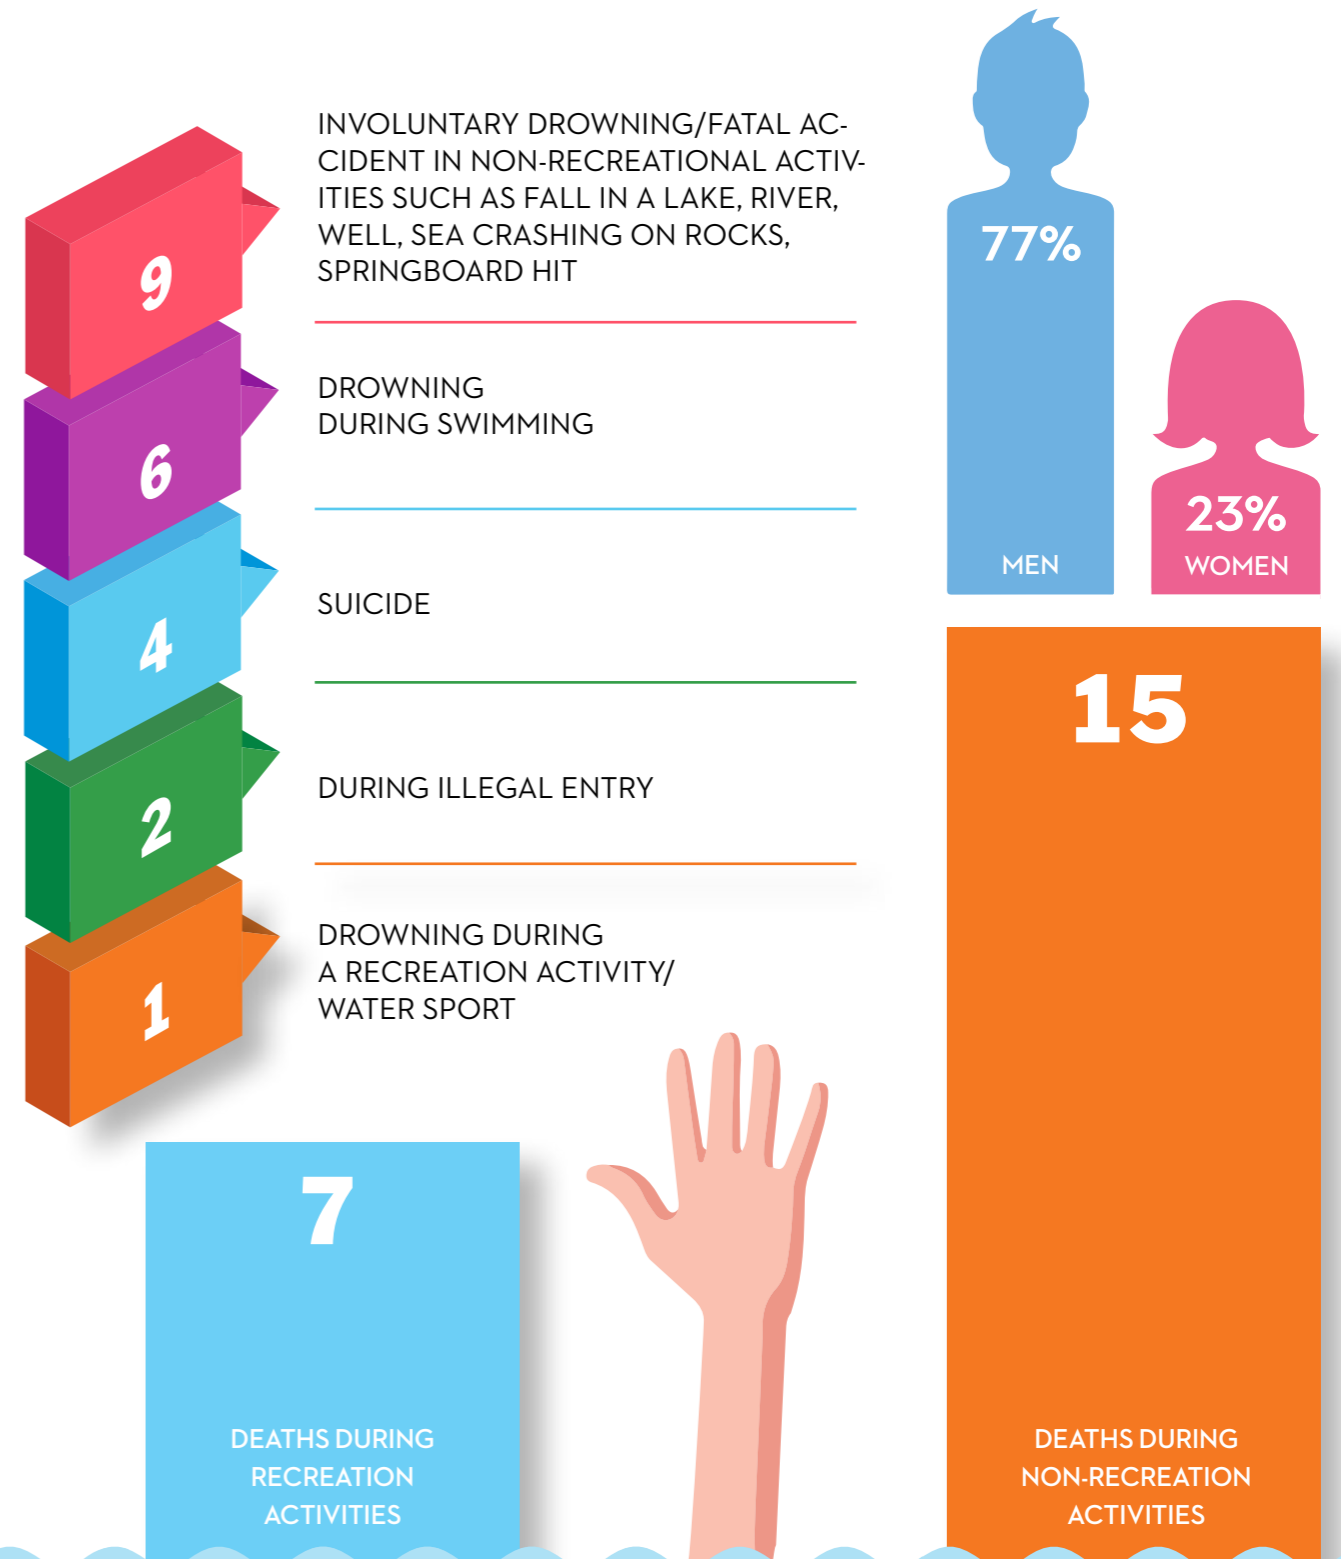 9
INVOLUNTARY DROWNING/FATAL AC-
CIDENT IN NON-RECREATIONAL ACTIV-
ITIES SUCH AS FALL IN A LAKE, RIVER,
WELL, SEA CRASHING ON ROCKS,
SPRINGBOARD HIT
6
DROWNING
DURING SWIMMING
4
SUICIDE
2
DURING ILLEGAL ENTRY
1
DROWNING DURING
A RECREATION ACTIVITY/
WATER SPORT
77%
MEN
23%
WOMEN
7
DEATHS DURING
RECREATION
ACTIVITIES
15
DEATHS DURING
NON-RECREATION
ACTIVITIES